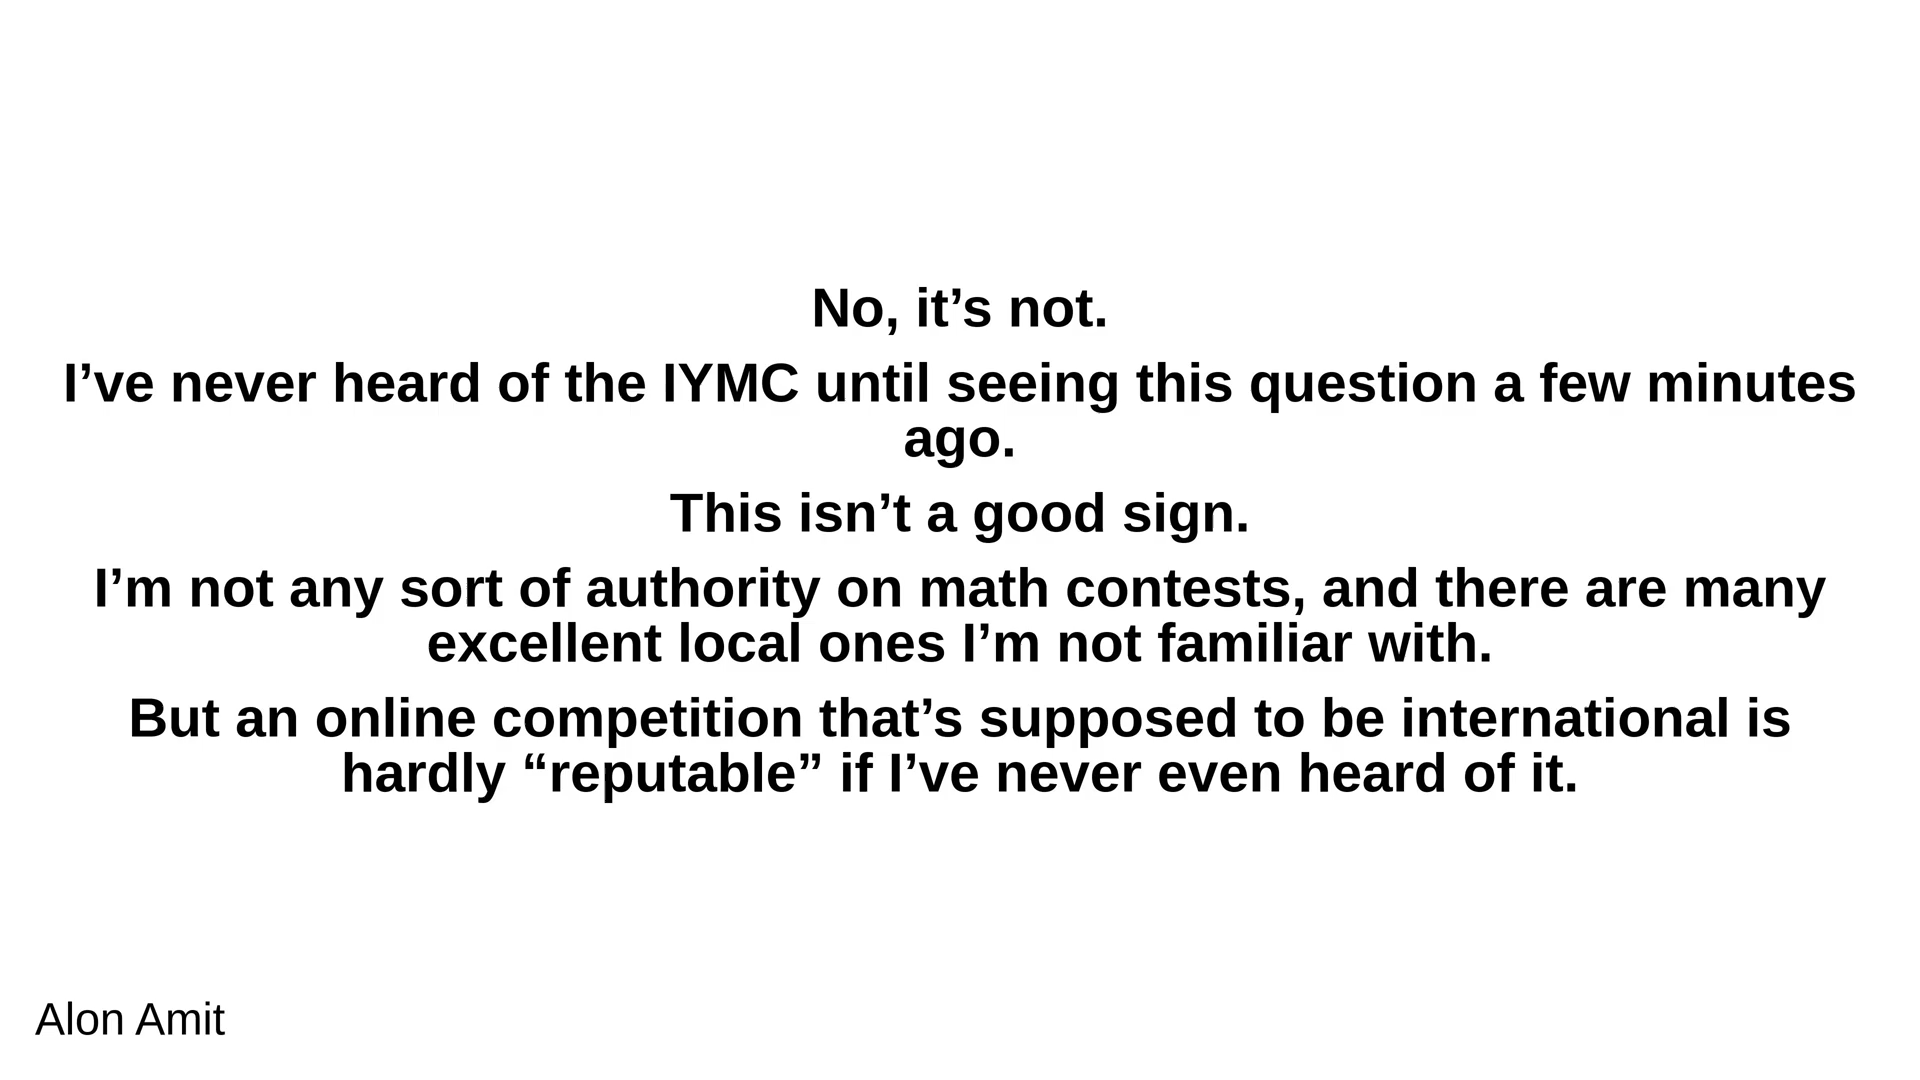 No, it’s not.
I’ve never heard of the IYMC until seeing this question a few minutes
ago.
This isn’t a good sign.
I’m not any sort of authority on math contests, and there are many
excellent local ones I’m not familiar with.
But an online competition that’s supposed to be international is
hardly “reputable” if I’ve never even heard of it.
Alon Amit